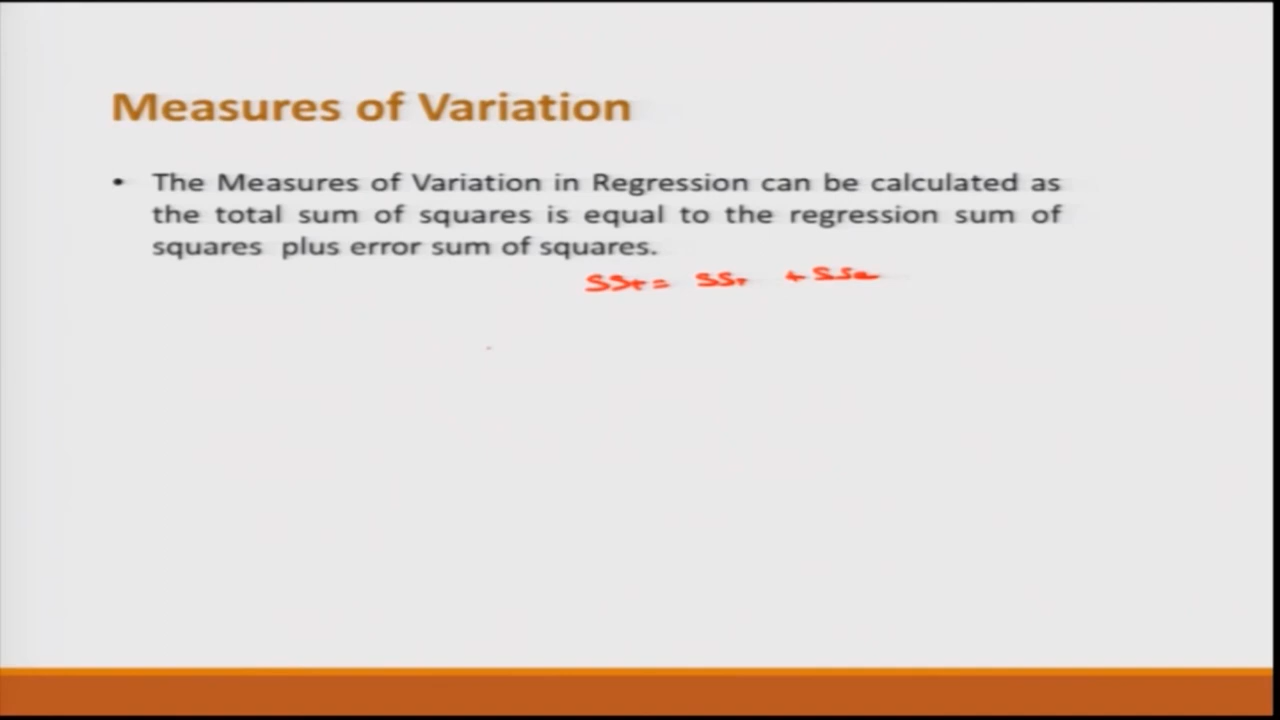 Measures of Variation
• The Measures of Variation in Regression can be calculated as
the total sum of squares is equal to the regression sum of
squares plus error sum of squares.
SSt = SSr + SSe